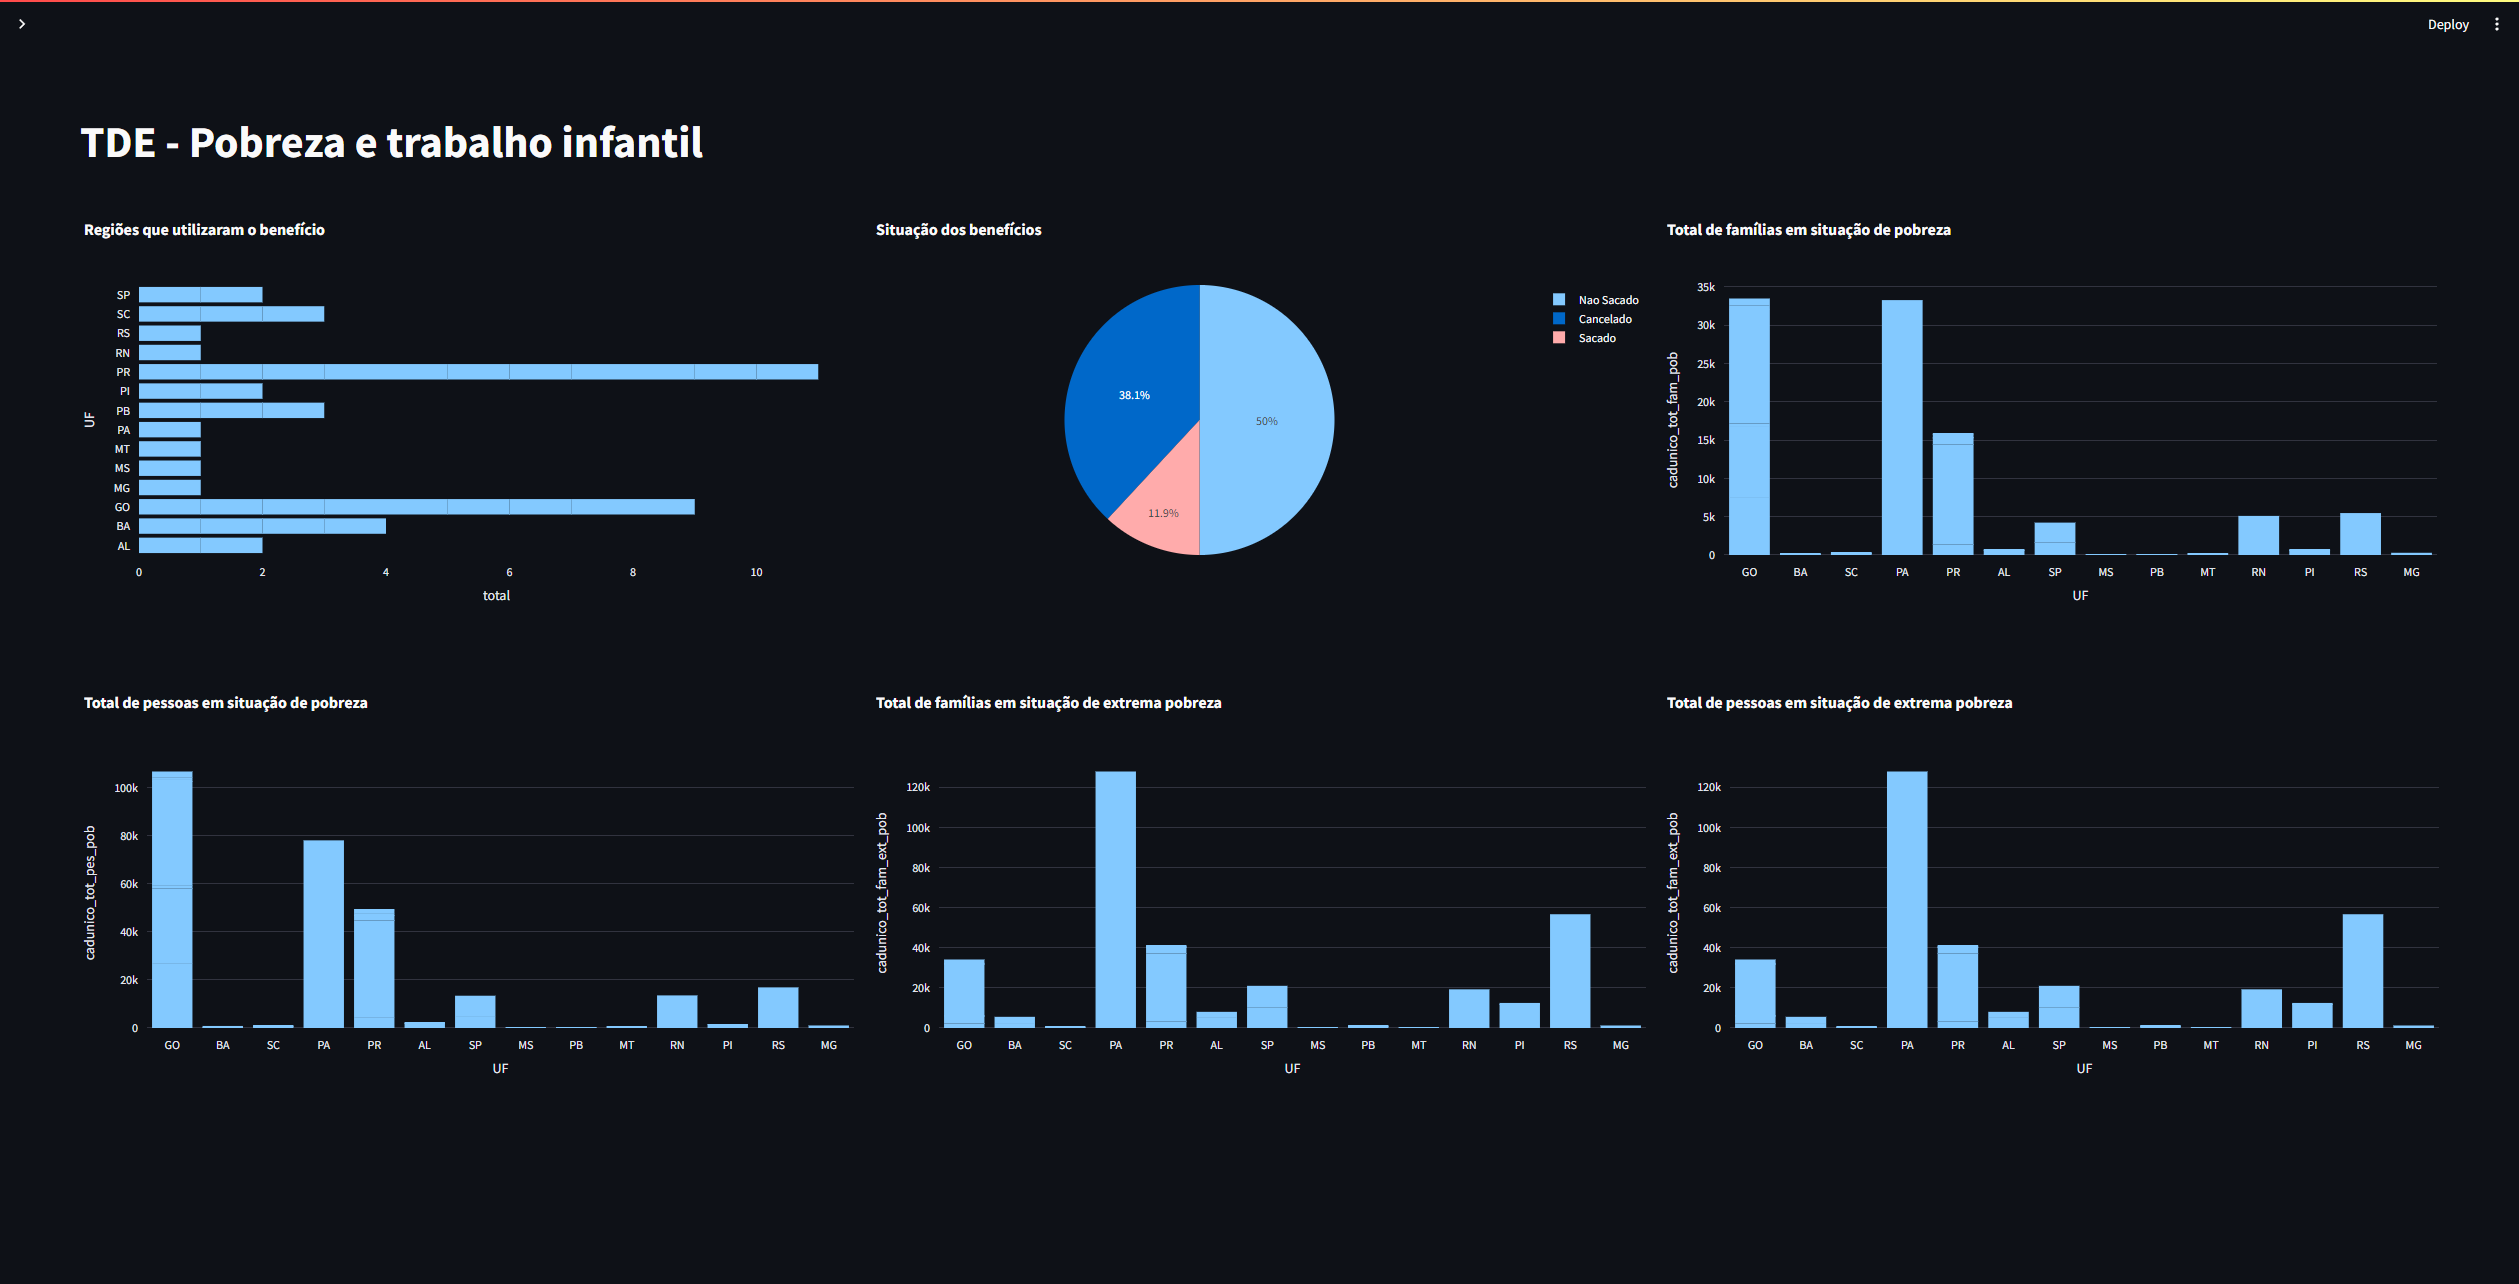 Deploy
TDE - Pobreza e trabalho infantil
Regiões que utilizaram o benefício
UF
SP
SC
RS
RN
PR
PI
PB
PA
MT
MS
MG
GO
BA
AL
0 2 4 6 8 10
total
Situação dos benefícios
50%
38.1%
11.9%
Nao Sacado
Cancelado
Sacado
Total de famílias em situação de pobreza
cadunico_tot_fam_pob
35k
30k
25k
20k
15k
10k
5k
0
GO BA SC PA PR AL SP MS PB MT RN PI RS MG
UF
Total de pessoas em situação de pobreza
cadunico_tot_pes_pob
100k
80k
60k
40k
20k
0
GO BA SC PA PR AL SP MS PB MT RN PI RS MG
UF
Total de famílias em situação de extrema pobreza
cadunico_tot_fam_ext_pob
120k
100k
80k
60k
40k
20k
0
GO BA SC PA PR AL SP MS PB MT RN PI RS MG
UF
Total de pessoas em situação de extrema pobreza
cadunico_tot_fam_ext_pob
120k
100k
80k
60k
40k
20k
0
GO BA SC PA PR AL SP MS PB MT RN PI RS MG
UF